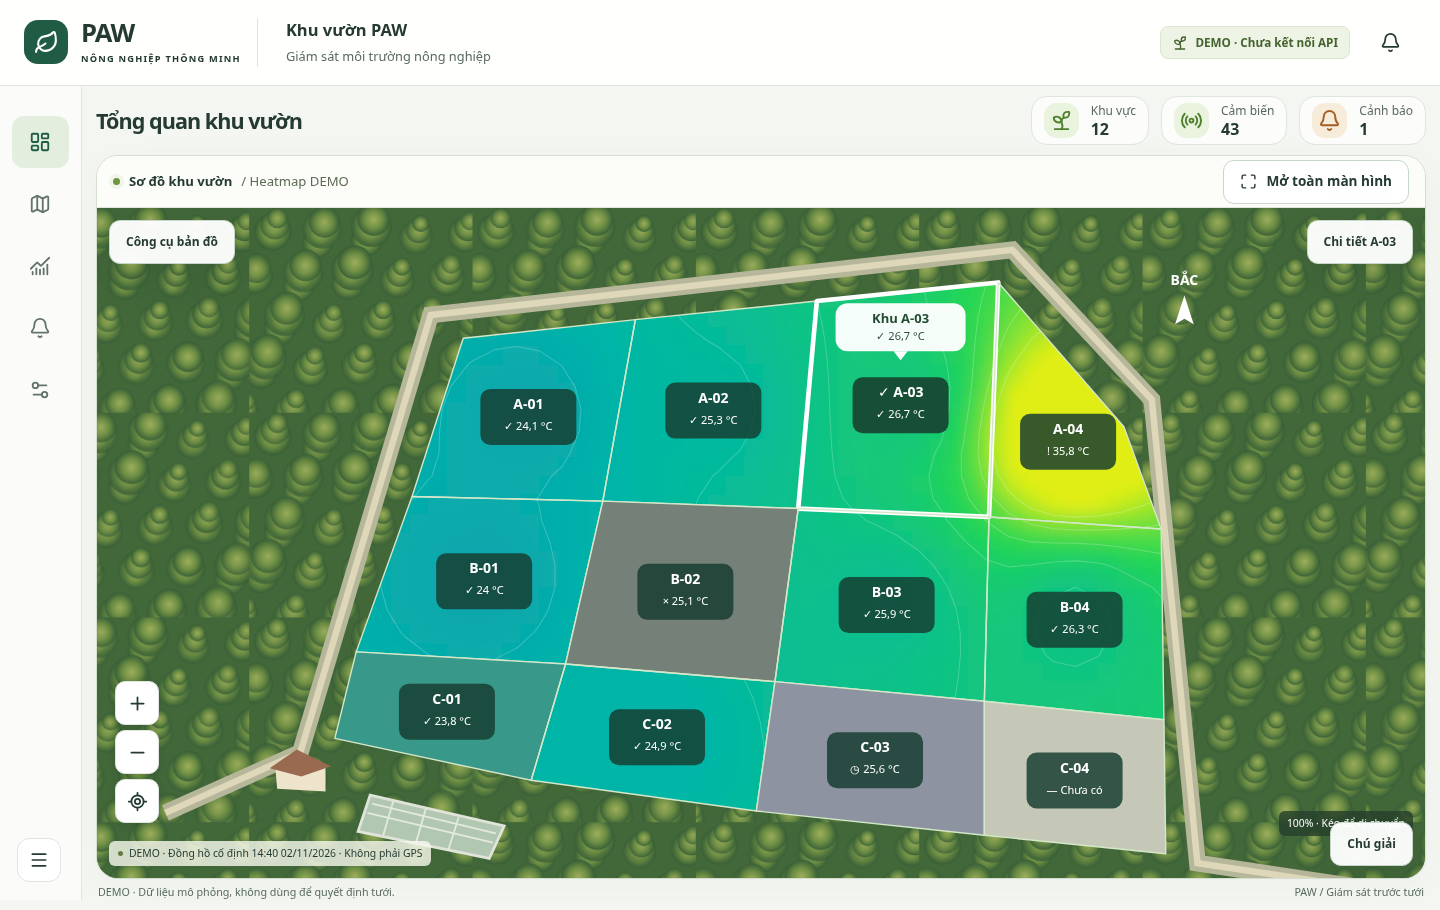 PAW
NÔNG NGHIỆP THÔNG MINH
Khu vườn PAW
Giám sát môi trường nông nghiệp
DEMO · Chưa kết nối API
Tổng quan khu vườn
Khu vực
12
Cảm biến
43
Cảnh báo
1
Sơ đồ khu vườn / Heatmap DEMO
Mở toàn màn hình
Công cụ bản đồ
Chi tiết A-03
BẮC
Khu A-03
✓ 26,7 °C
A-01
✓ 24,1 °C
A-02
✓ 25,3 °C
✓ A-03
✓ 26,7 °C
A-04
! 35,8 °C
B-01
✓ 24 °C
B-02
× 25,1 °C
B-03
✓ 25,9 °C
B-04
✓ 26,3 °C
C-01
✓ 23,8 °C
C-02
✓ 24,9 °C
C-03
◷ 25,6 °C
C-04
— Chưa có
100% · Kéo để di chuyển
Chú giải
DEMO · Đồng hồ cố định 14:40 02/11/2026 · Không phải GPS
DEMO · Dữ liệu mô phỏng, không dùng để quyết định tưới.
PAW / Giám sát trước tưới